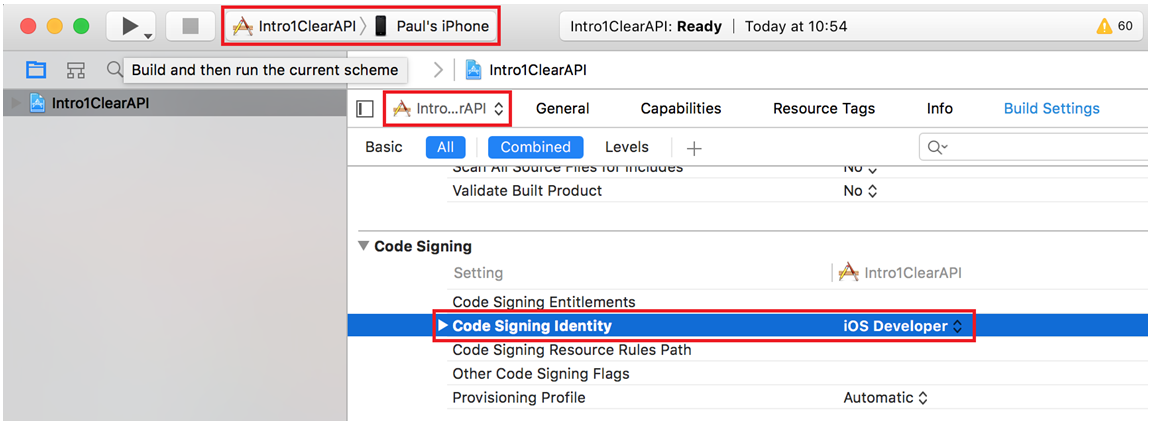 Intro1ClearAPI Paul's iPhone Intro1ClearAPI: Ready Today at 10:54 60
Build and then run the current scheme Intro1ClearAPI
Intro1ClearAPI
Intro...rAPI General Capabilities Resource Tags Info Build Settings
Basic All Combined Levels
Scan All Source Files for Includes No
Validate Built Product No
Code Signing
Setting Intro1ClearAPI
Code Signing Entitlements
Code Signing Identity iOS Developer
Code Signing Resource Rules Path
Other Code Signing Flags
Provisioning Profile Automatic